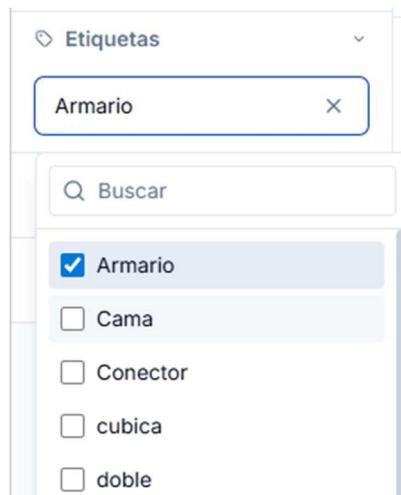 Etiquetas
Armario
Buscar
Armario
Cama
Conector
cubica
doble